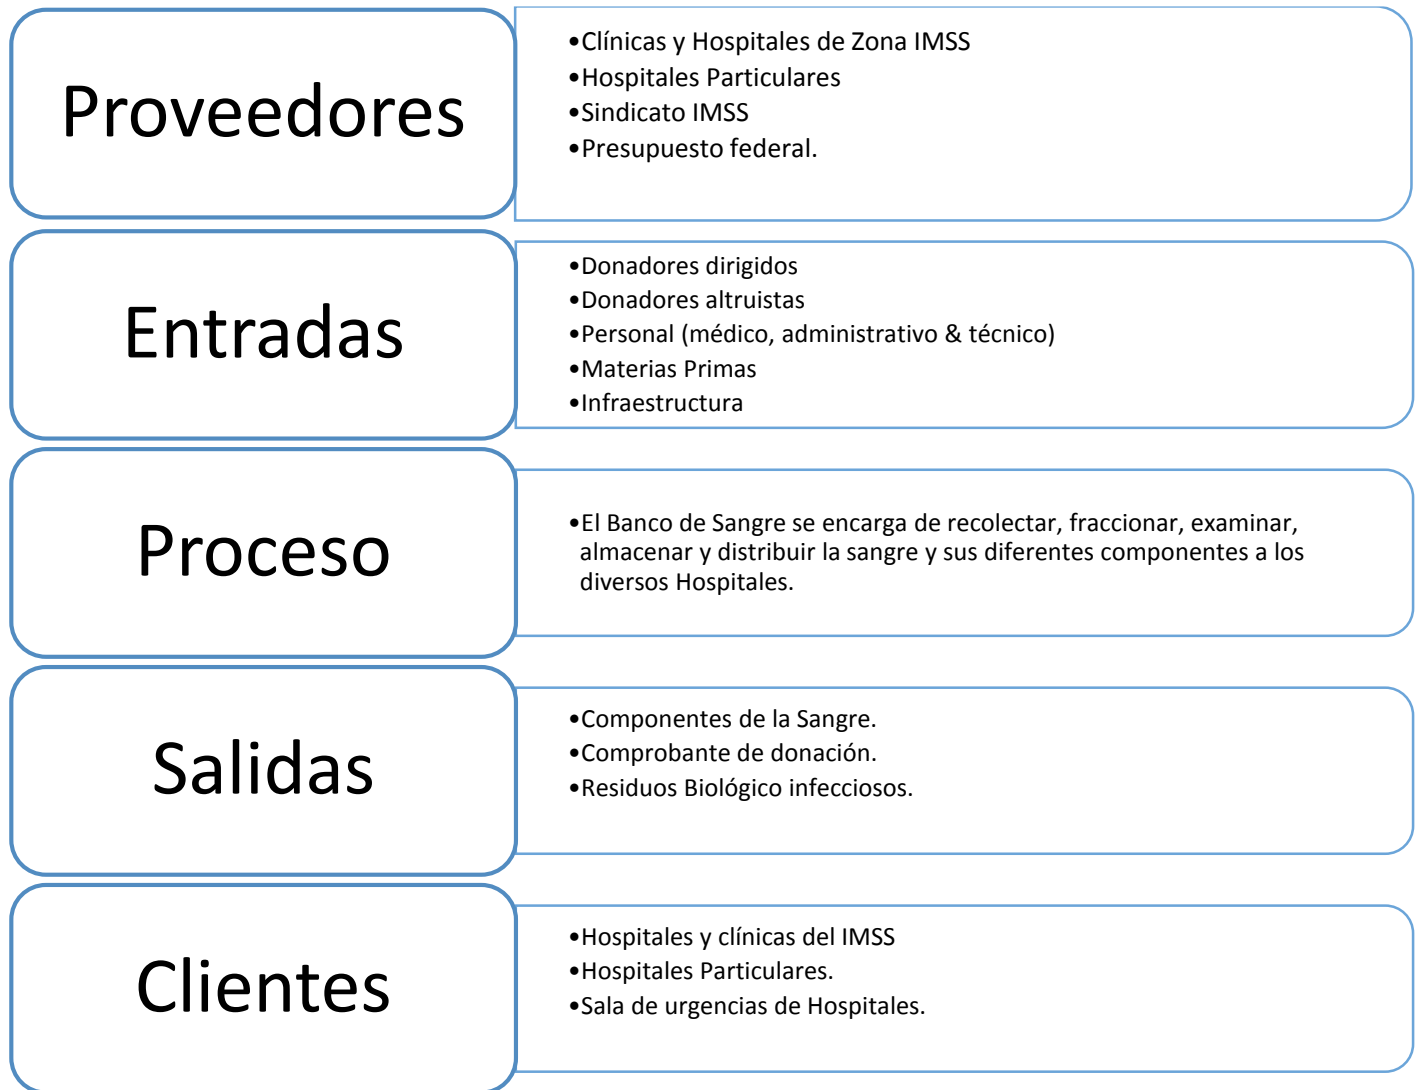 Proveedores
•Clínicas y Hospitales de Zona IMSS
•Hospitales Particulares
•Sindicato IMSS
•Presupuesto federal.
Entradas
•Donadores dirigidos
•Donadores altruistas
•Personal (médico, administrativo & técnico)
•Materias Primas
•Infraestructura
Proceso
•El Banco de Sangre se encarga de recolectar, fraccionar, examinar,
almacenar y distribuir la sangre y sus diferentes componentes a los
diversos Hospitales.
Salidas
•Componentes de la Sangre.
•Comprobante de donación.
•Residuos Biológico infecciosos.
Clientes
•Hospitales y clínicas del IMSS
•Hospitales Particulares.
•Sala de urgencias de Hospitales.